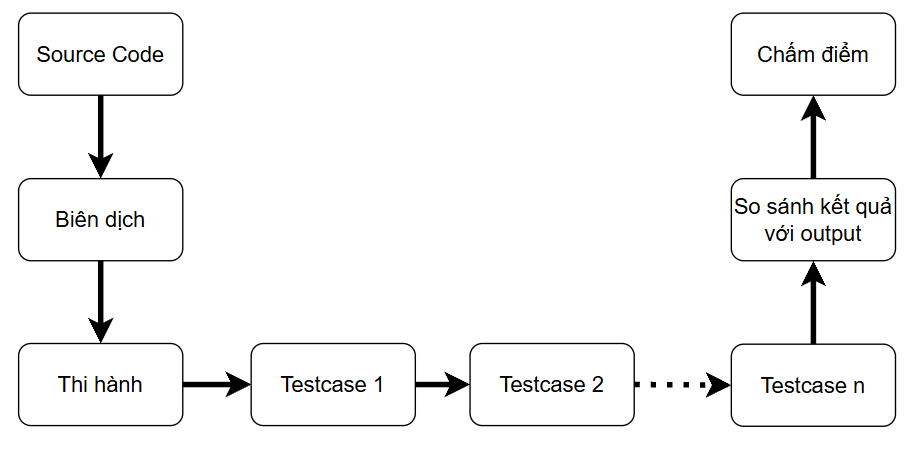 Source Code
Biên dịch
Thi hành
Testcase 1
Testcase 2
Testcase n
So sánh kết quả
với output
Chấm điểm